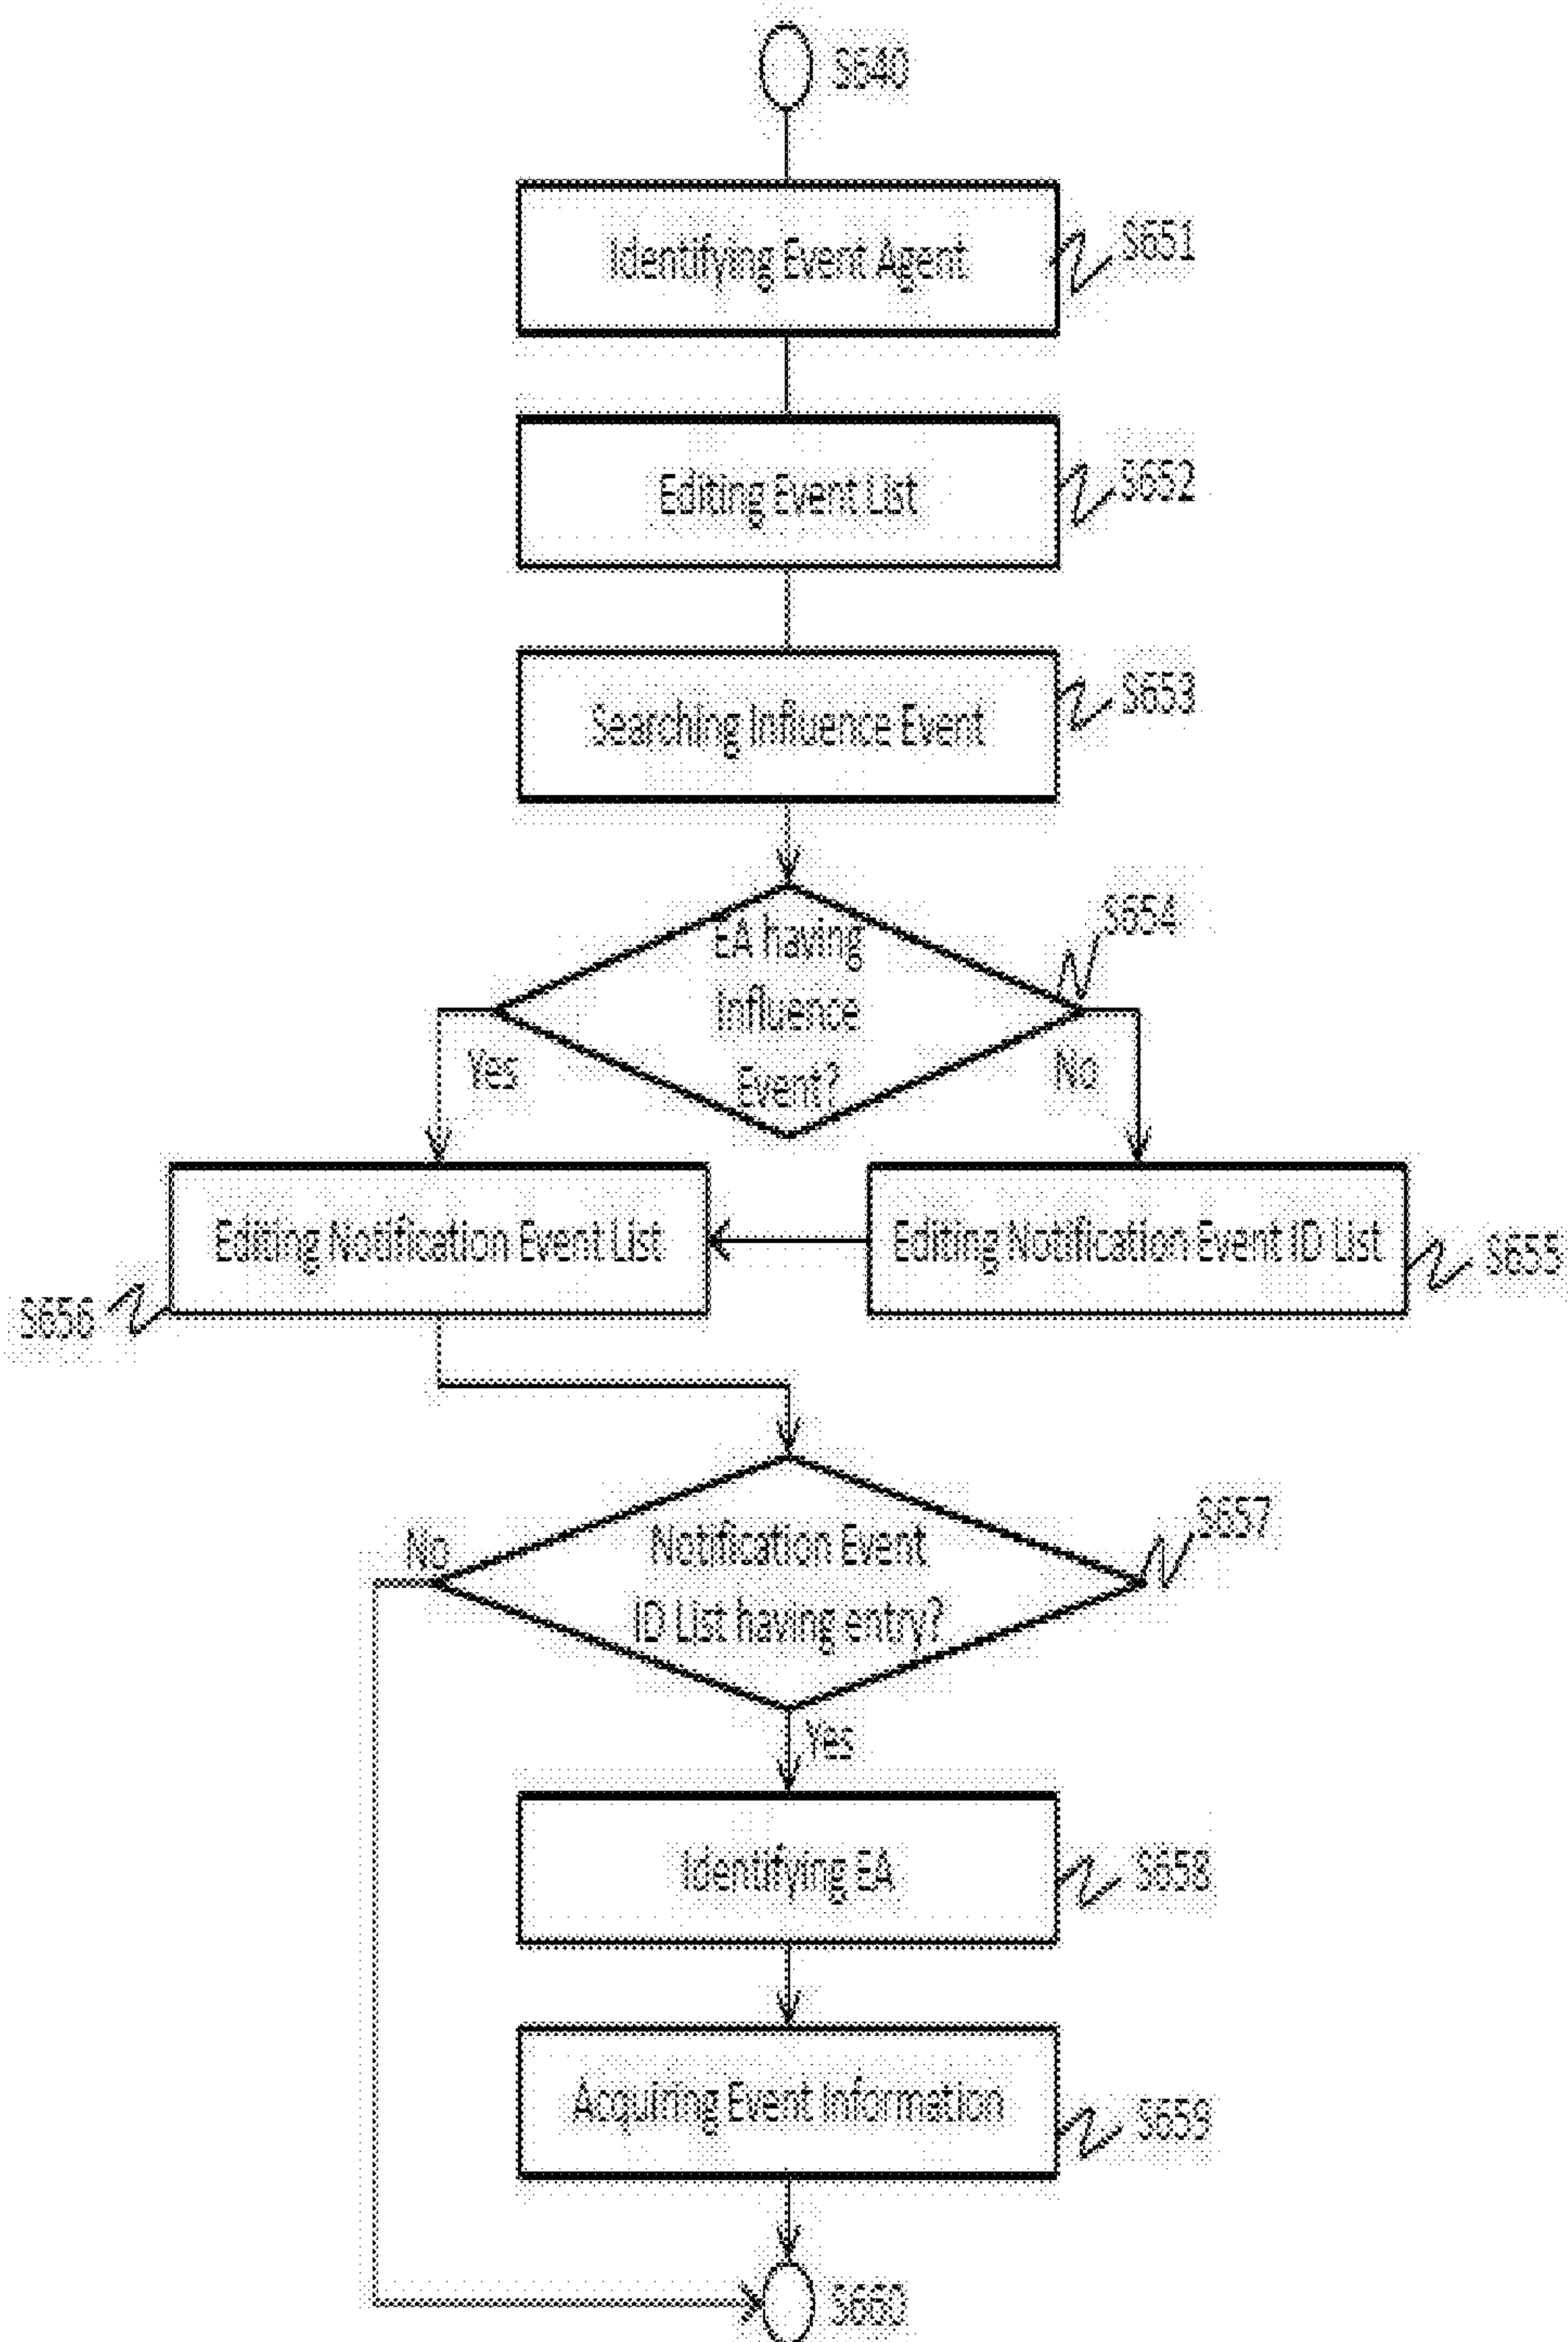 S640
Identifying Event Agent
S651
Editing Event List
S652
Searching Influence Event
S653
S654
EA having
Influence
Event?
Yes
No
Editing Notification Event List
Editing Notification Event ID List
S655
S656
S657
No
Notification Event
ID List having entry?
Yes
Identifying EA
S658
Acquiring Event Information
S659
S660